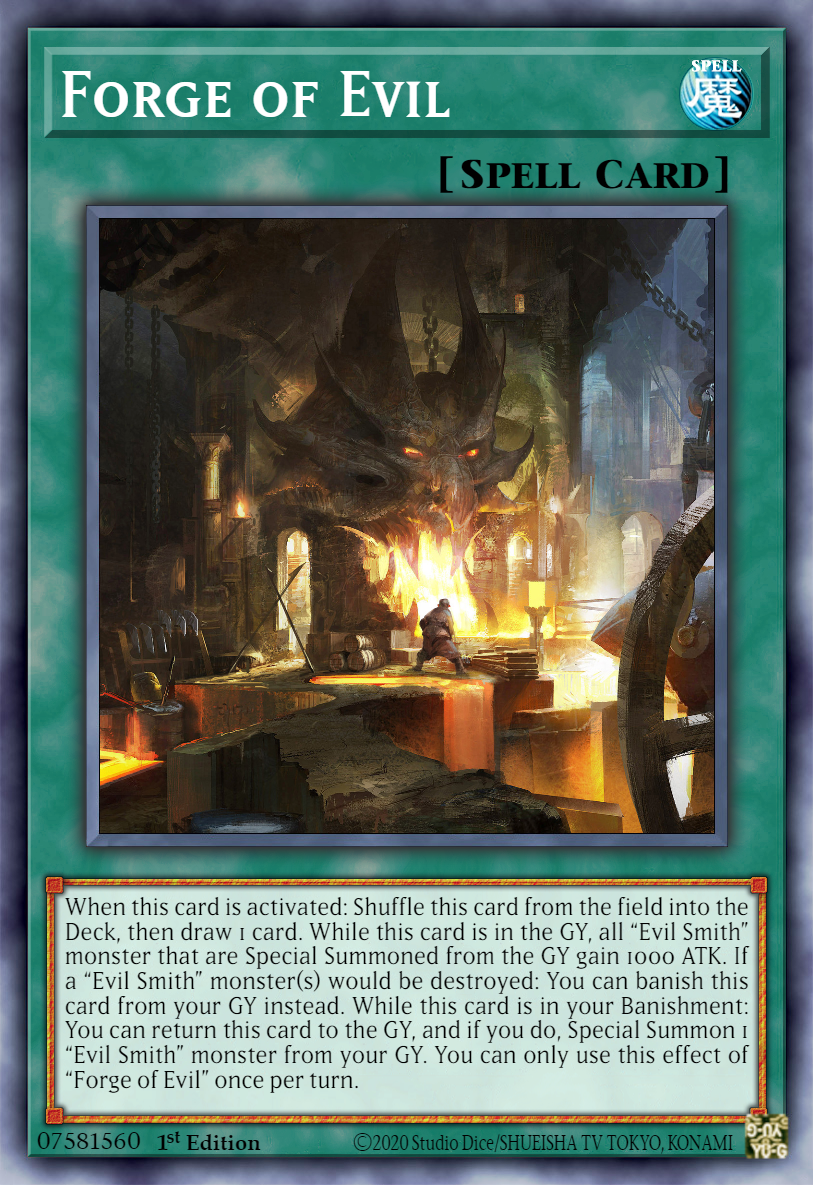 Forge of Evil
SPELL
魔
[Spell Card]
When this card is activated: Shuffle this card from the field into the
Deck, then draw 1 card. While this card is in the GY, all “Evil Smith”
monster that are Special Summoned from the GY gain 1000 ATK. If
a “Evil Smith” monster(s) would be destroyed: You can banish this
card from your GY instead. While this card is in your Banishment:
You can return this card to the GY, and if you do, Special Summon 1
“Evil Smith” monster from your GY. You can only use this effect of
“Forge of Evil” once per turn.
07581560 1st Edition ©2020 Studio Dice/SHUEISHA TV TOKYO, KONAMI